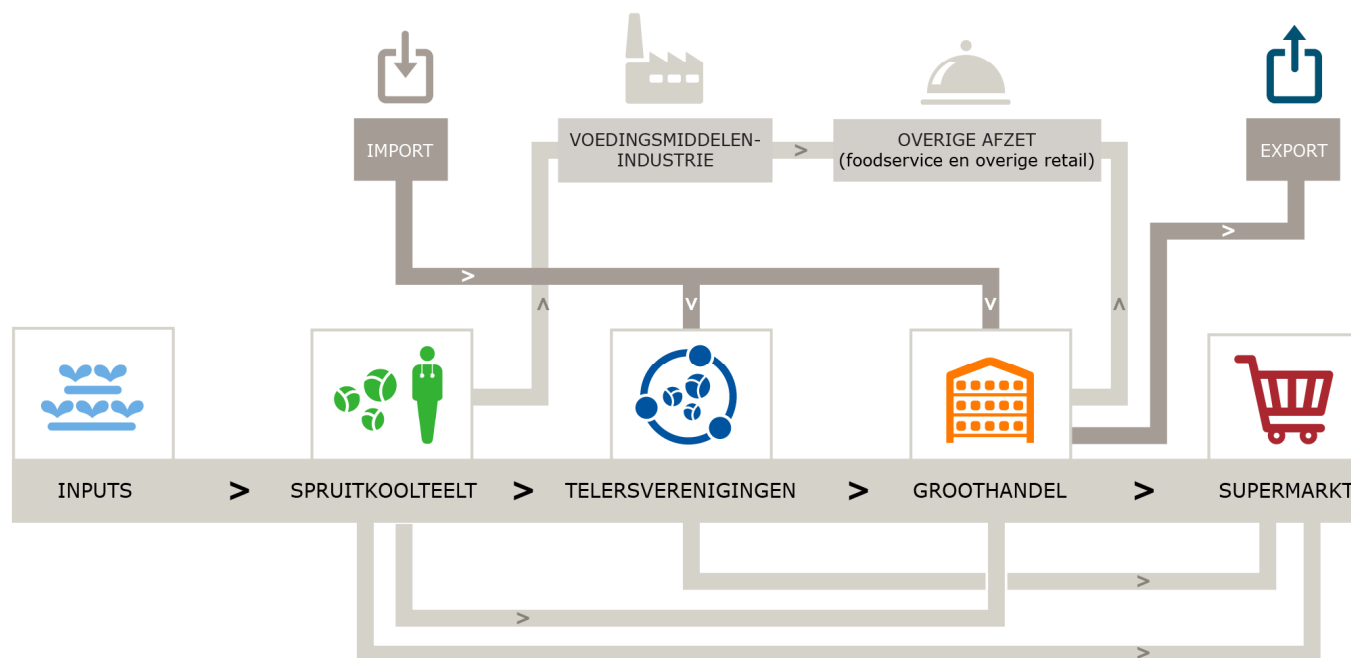 IMPORT
VOEDINGSMIDDELEN-
INDUSTRIE
>
OVERIGE AFZET
(foodservice en overige retail)
EXPORT
>
>
>
>
>
>
>
INPUTS > SPRUITKOOLTEELT > TELERSVERENIGINGEN > GROOTHANDEL > SUPERMARKT
>
>
>